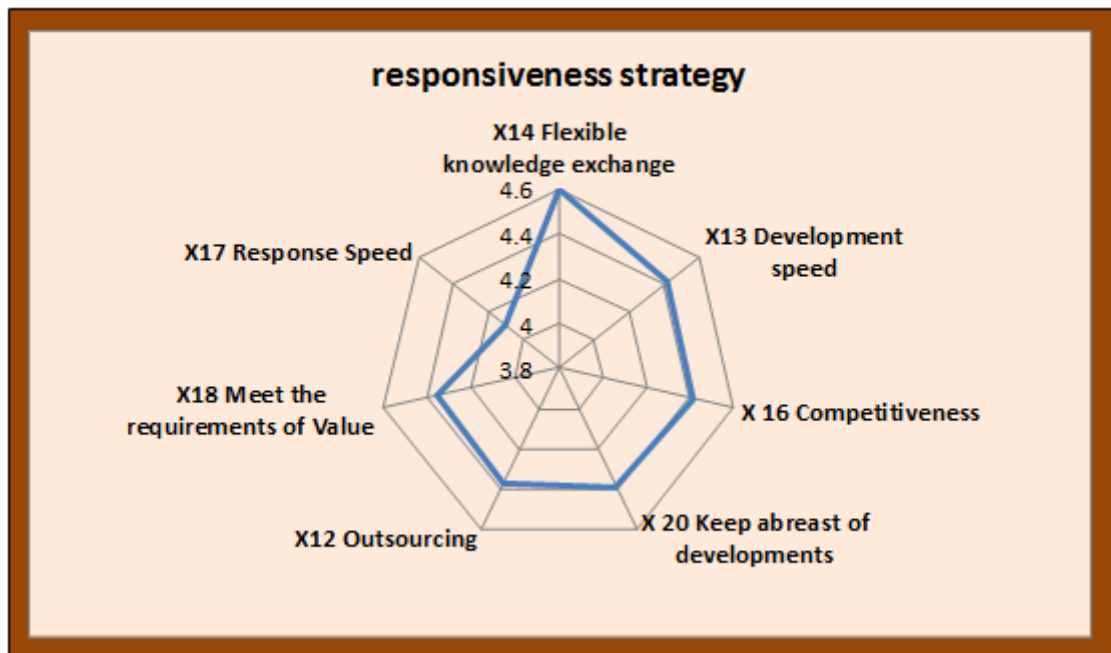 responsiveness strategy
X14 Flexible
knowledge exchange
4.6
4.4
4.2
4
3.8
X13 Development
speed
X 16 Competitiveness
X 20 Keep abreast of
developments
X12 Outsourcing
X18 Meet the
requirements of Value
X17 Response Speed